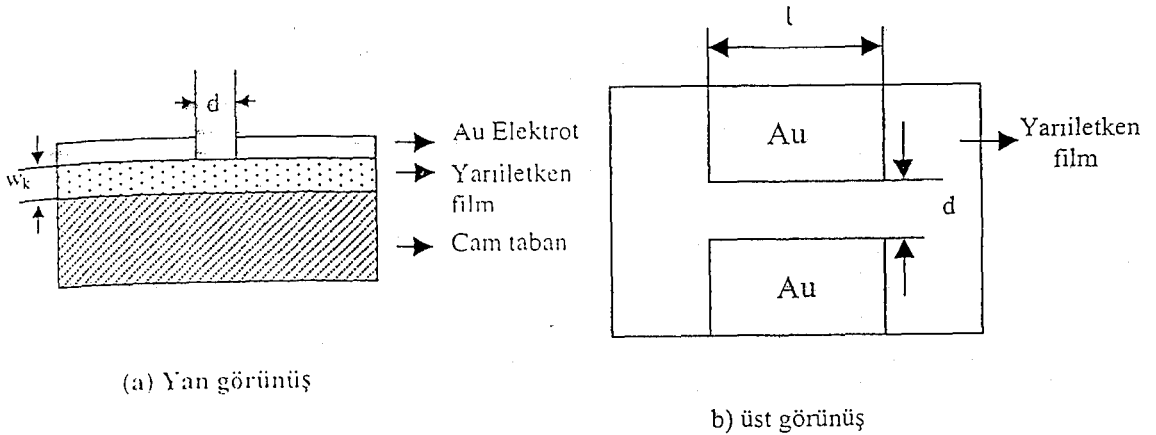 d
w_k
Au Elektrot
Yarıiletken
film
Cam taban
(a) Yan görünüş
l
Au
Yarıiletken
film
d
Au
b) üst görünüş